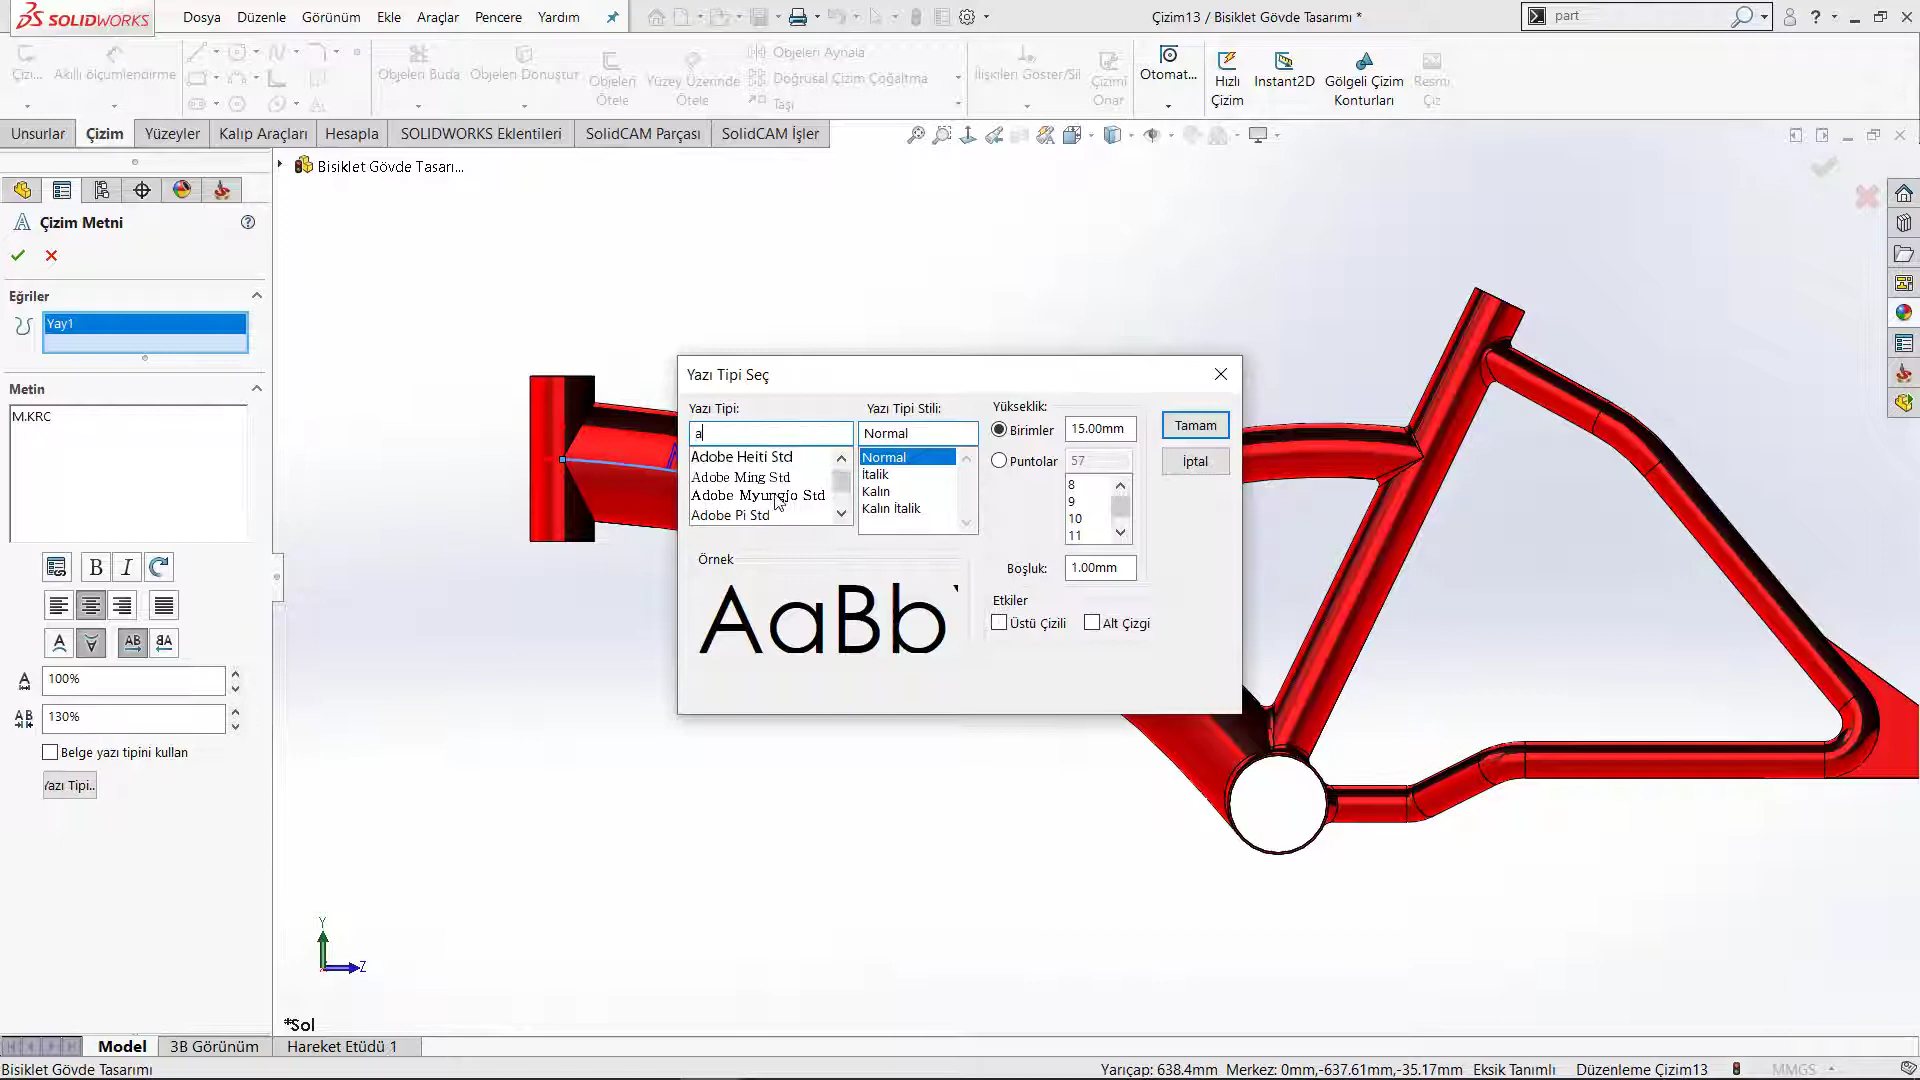 SOLIDWORKS
Dosya Düzenle Görünüm Ekle Araçlar Pencere Yardım
Çizim13 / Bisiklet Gövde Tasarımı *
part
Çizi... Akıllı ölçümlendirme
Objeleri Buda Objeleri Dönüştür
Objeleri Ötele
Yüzey Üzerinde Ötele
Objeleri Aynala
Doğrusal Çizim Çoğaltma
Taşı
İlişkileri Göster/Sil
Çizimi Onar
Otomat...
Hızlı Çizim
Instant2D
Gölgeli Çizim Konturları
Resmi Çiz
Unsurlar Çizim Yüzeyler Kalıp Araçları Hesapla SOLIDWORKS Eklentileri SolidCAM Parçası SolidCAM İşler
Bisiklet Gövde Tasarı...
Çizim Metni
Eğriler
Yay1
Metin
M.KRC
B I
AB
100%
AB
130%
Belge yazı tipini kullan
Yazı Tipi..
Yazı Tipi Seç
Yazı Tipi:
a
Adobe Heiti Std
Adobe Ming Std
Adobe Myungjo Std
Adobe Pi Std
Yazı Tipi Stili:
Normal
Normal
İtalik
Kalın
Kalın İtalik
Yükseklik:
Birimler 15.00mm
Puntolar 57
8
9
10
11
Tamam
İptal
Örnek
AaBb
Boşluk: 1.00mm
Etkiler
Üstü Çizili Alt Çizgi
Y
Z
*Sol
Model 3B Görünüm Hareket Etüdü 1
Bisiklet Gövde Tasarımı
Yarıçap: 638.4mm Merkez: 0mm,-637.61mm,-35.17mm Eksik Tanımlı Düzenleme Çizim13 MMGS